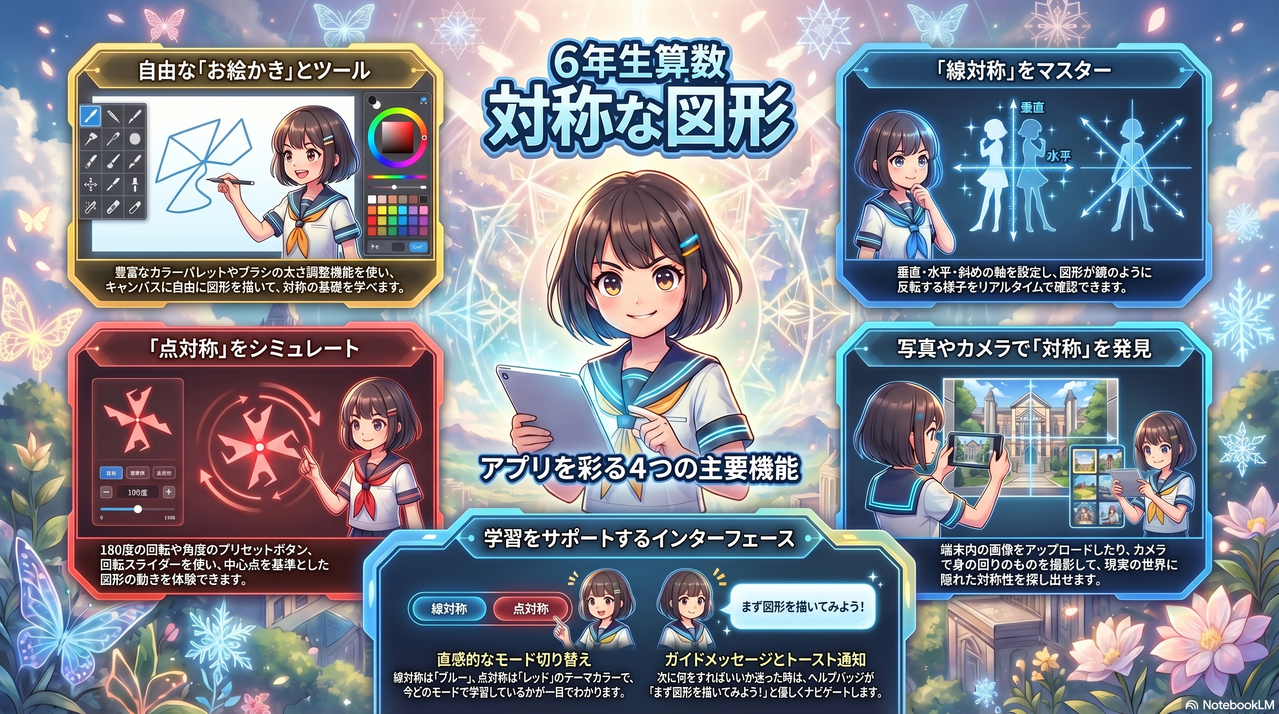 6年生算数
対称な図形
自由な「お絵かき」とツール
豊富なカラーパレットやブラシの太さ調整機能を使い、
キャンバスに自由に図形を描いて、対称の基礎を学べます。
「線対称」をマスター
垂直
水平
垂直・水平・斜めの軸を設定し、図形が鏡のように
反転する様子をリアルタイムで確認できます。
「点対称」をシミュレート
180度の回転や角度のプリセットボタン、
回転スライダーを使い、中心点を基準とした
図形の動きを体験できます。
写真やカメラで「対称」を発見
端末内の画像をアップロードしたり、カメラ
で身の回りのものを撮影して、現実の世界に
隠れた対称性を探し出せます。
アプリを彩る4つの主要機能
学習をサポートするインターフェース
線対称
点対称
まず図形を描いてみよう!
直感的なモード切り替え
線対称は「ブルー」、点対称は「レッド」のテーマカラーで、
今どのモードで学習しているかが一目でわかります。
ガイドメッセージとトースト通知
次に何をすればいいか迷った時は、ヘルプバッジが
「まず図形を描いてみよう!」と優しくナビゲートします。
NotebookLM